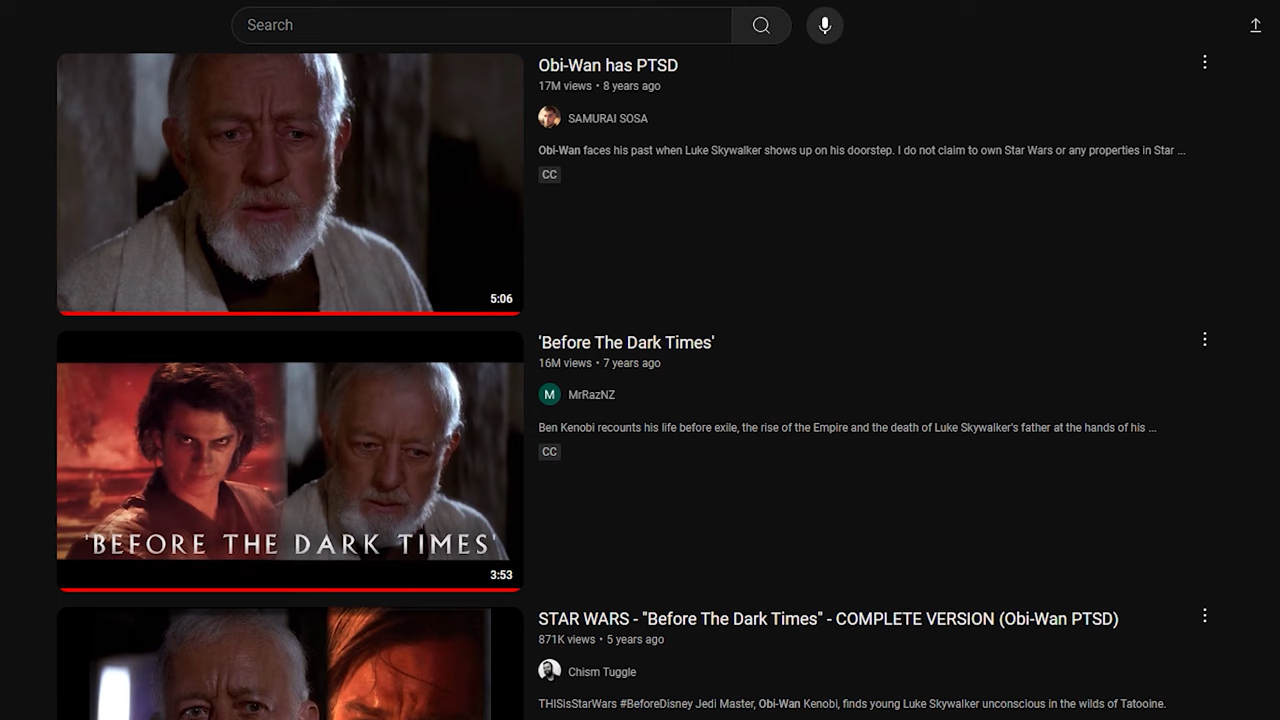 Search
Obi-Wan has PTSD
17M views • 8 years ago
SAMURAI SOSA
Obi-Wan faces his past when Luke Skywalker shows up on his doorstep. I do not claim to own Star Wars or any properties in Star ...
CC
5:06
'Before The Dark Times'
16M views • 7 years ago
M MrRazNZ
Ben Kenobi recounts his life before exile, the rise of the Empire and the death of Luke Skywalker's father at the hands of his ...
CC
'BEFORE THE DARK TIMES'
3:53
STAR WARS - "Before The Dark Times" - COMPLETE VERSION (Obi-Wan PTSD)
871K views • 5 years ago
Chism Tuggle
THISisStarWars #BeforeDisney Jedi Master, Obi-Wan Kenobi, finds young Luke Skywalker unconscious in the wilds of Tatooine.